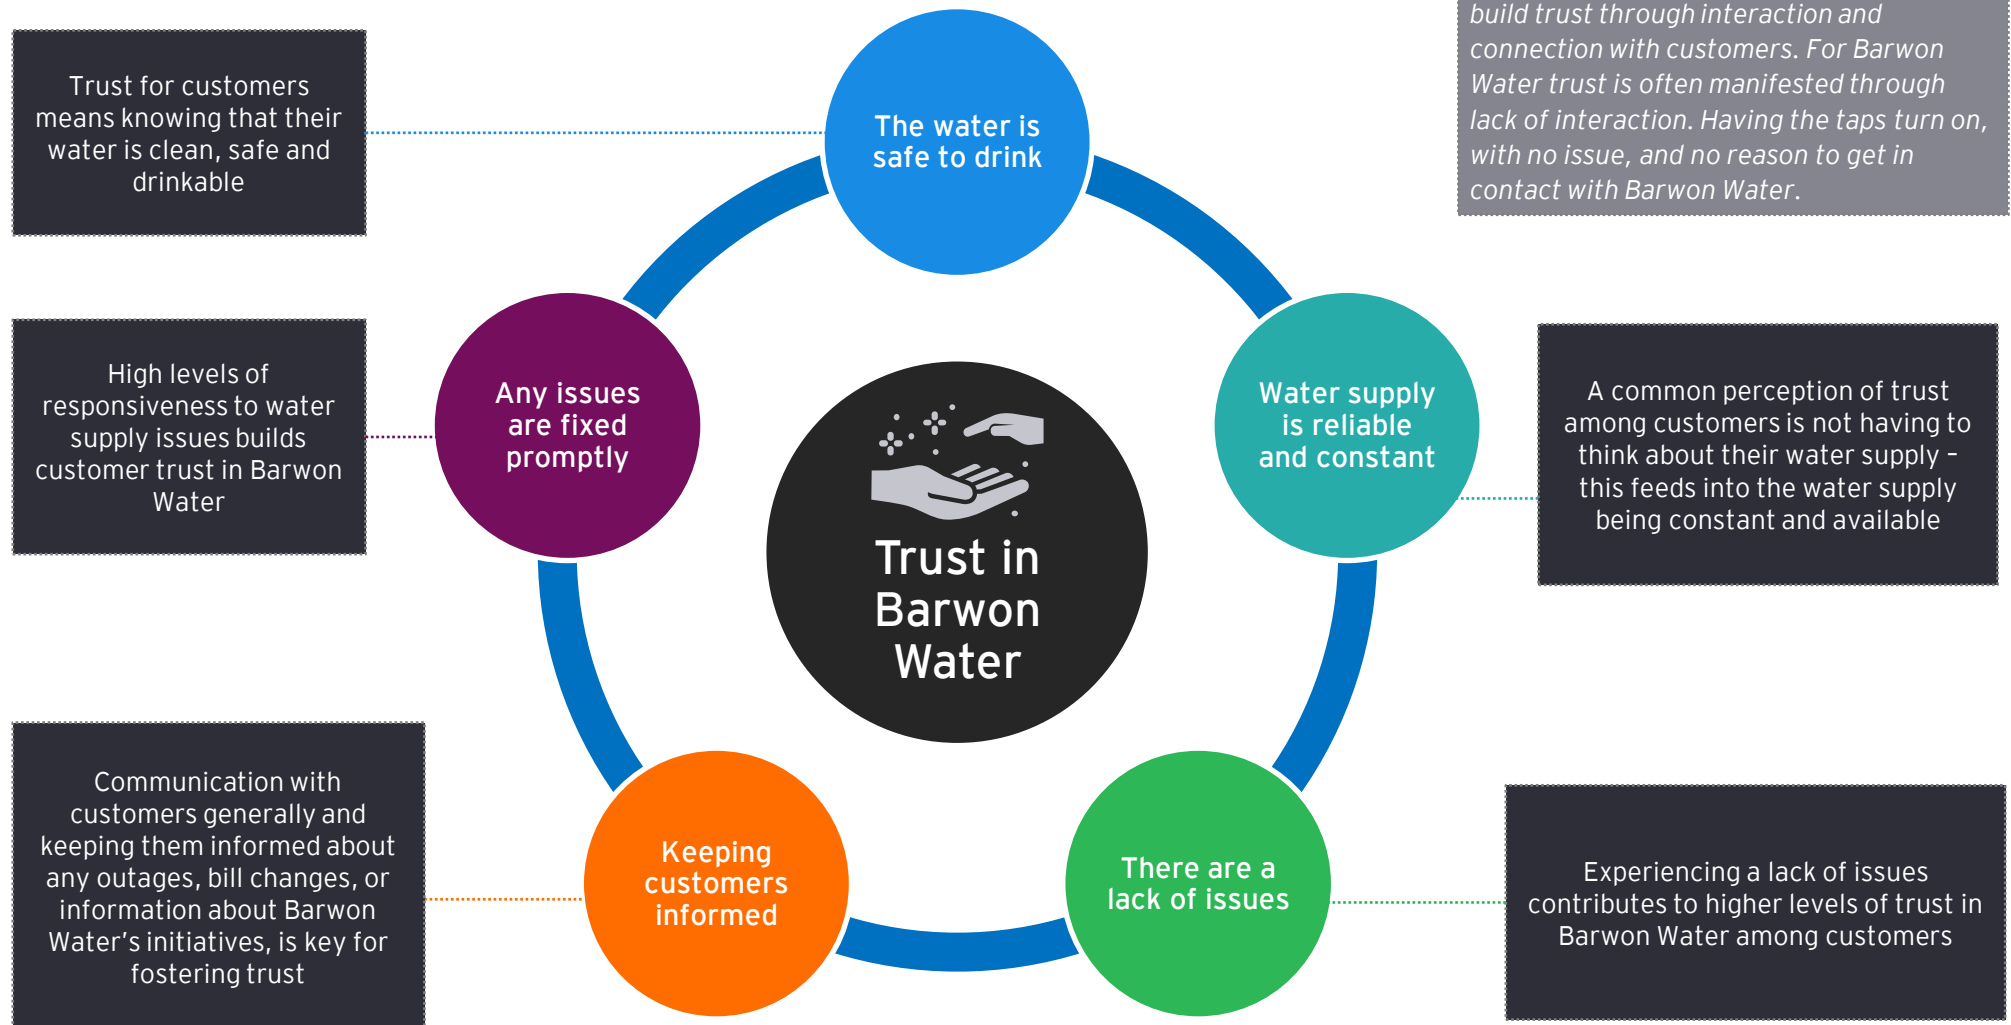 build trust through interaction and
connection with customers. For Barwon
Water trust is often manifested through
lack of interaction. Having the taps turn on,
with no issue, and no reason to get in
contact with Barwon Water.
Trust for customers
means knowing that their
water is clean, safe and
drinkable
The water is
safe to drink
High levels of
responsiveness to water
supply issues builds
customer trust in Barwon
Water
Any issues
are fixed
promptly
Water supply
is reliable
and constant
A common perception of trust
among customers is not having to
think about their water supply –
this feeds into the water supply
being constant and available
Trust in
Barwon
Water
Communication with
customers generally and
keeping them informed about
any outages, bill changes, or
information about Barwon
Water's initiatives, is key for
fostering trust
Keeping
customers
informed
There are a
lack of issues
Experiencing a lack of issues
contributes to higher levels of trust in
Barwon Water among customers